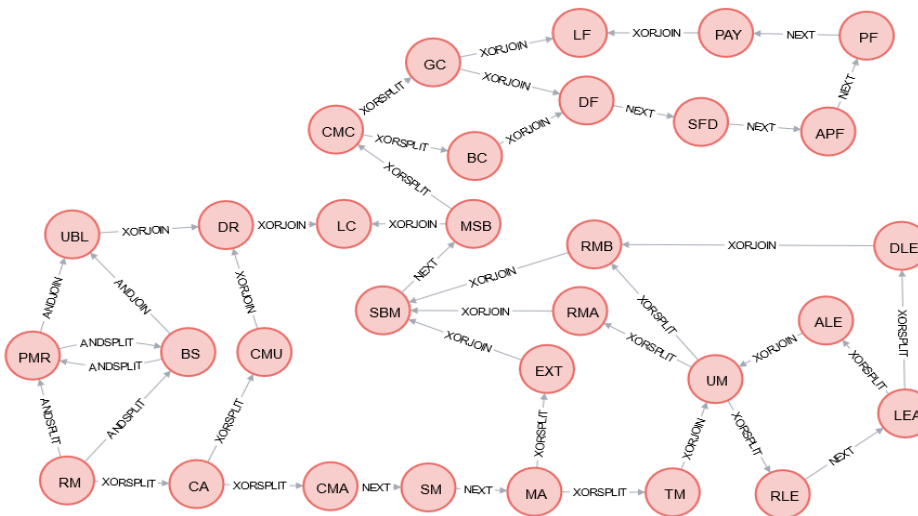 LF
XORJOIN
PAY
NEXT
PF
GC
XORJOIN
XORJOIN
XORSPLIT
NEXT
DF
NEXT
SFD
NEXT
APF
CMC
XORSPLIT
BC
XORJOIN
XORSPLIT
UBL
XORJOIN
DR
XORJOIN
LC
XORJOIN
MSB
RMB
XORJOIN
DLE
ANDJOIN
ANDJOIN
XORJOIN
NEXT
XORJOIN
XORSPLIT
XORSPLIT
SBM
XORJOIN
RMA
ALE
PMR
ANDSPLIT
ANDSPLIT
BS
CMU
XORJOIN
EXT
XORSPLIT
UM
XORJOIN
XORSPLIT
ANDSPLIT
ANDSPLIT
XORSPLIT
XORSPLIT
XORJOIN
XORSPLIT
NEXT
LEA
RM
XORSPLIT
CA
XORSPLIT
CMA
NEXT
SM
NEXT
MA
XORSPLIT
TM
RLE